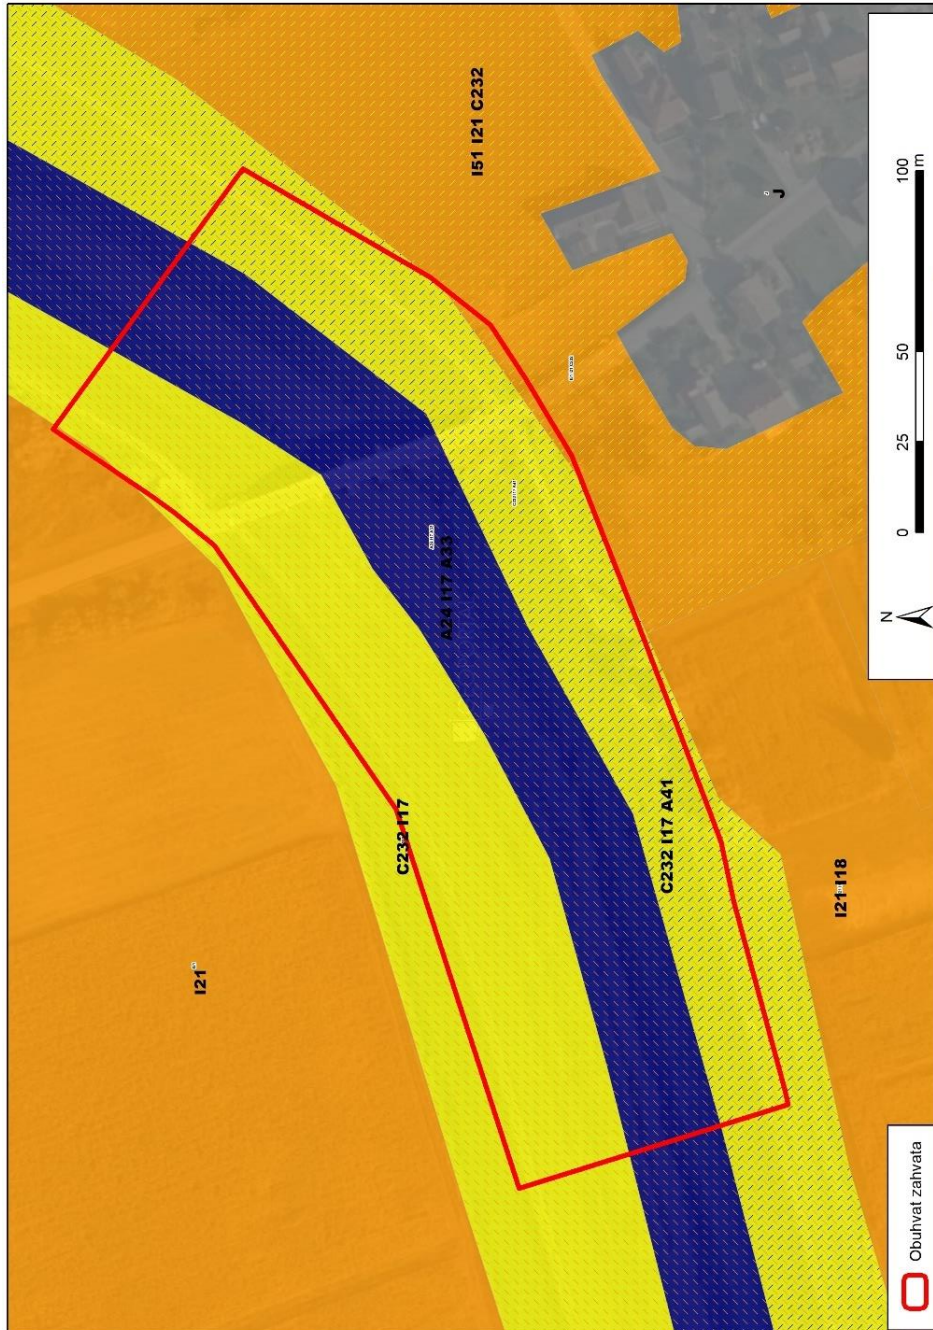 I51 I21 C232
J
A24 I17 A33
C232 I17
C232 I17 A41
I21
I21 I18
N
0 25 50 100
m
Obuhvat zahvata